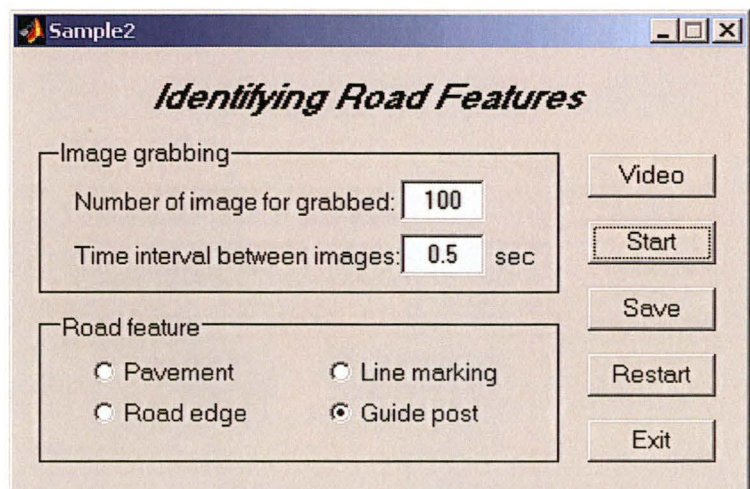 Sample2
Identifying Road Features
Image grabbing
Number of image for grabbed: 100
Time interval between images: 0.5 sec
Road feature
Pavement
Line marking
Road edge
Guide post
Video
Start
Save
Restart
Exit